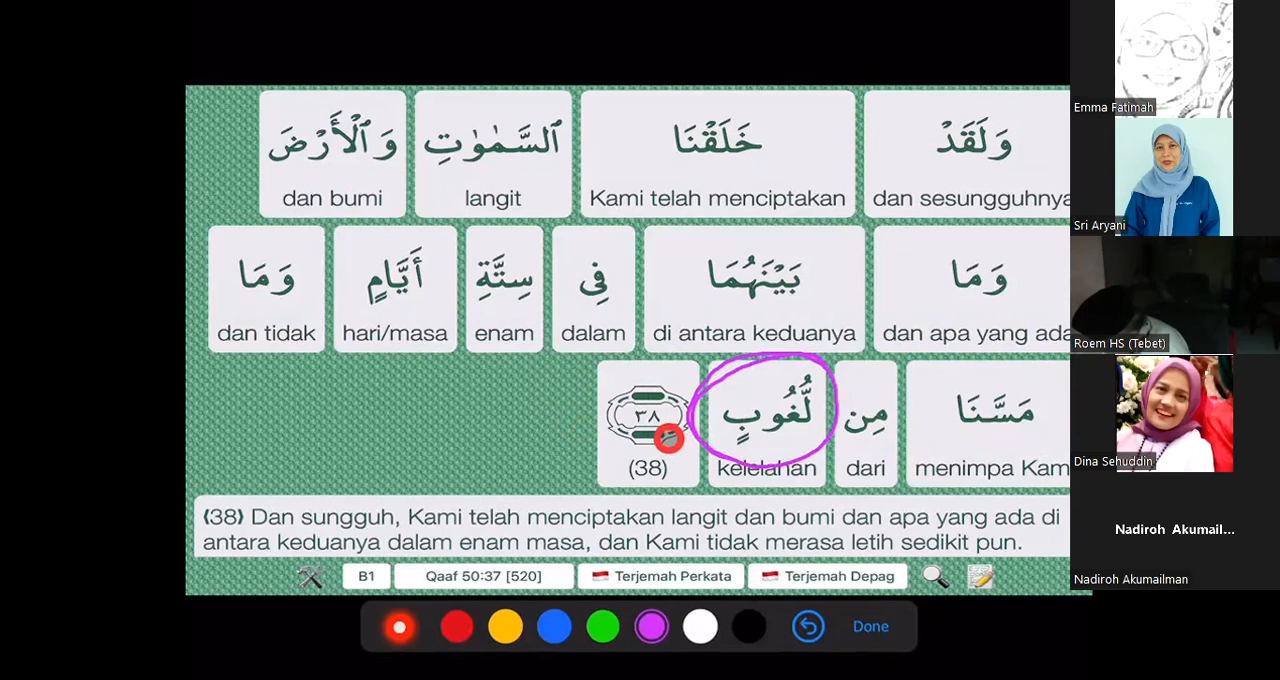 وَلَقَدْ خَلَقْنَا ٱلسَّمَٰوَٰتِ وَٱلْأَرْضَ
dan sesungguhnya Kami telah menciptakan langit dan bumi
وَمَا بَيْنَهُمَا فِى سِتَّةِ أَيَّامٍ وَمَا
dan apa yang ada di antara keduanya dalam enam hari/masa dan tidak
مَسَّنَا مِن لُّغُوبٍ ٣٨
menimpa Kam dari kelelahan (38)
(38) Dan sungguh, Kami telah menciptakan langit dan bumi dan apa yang ada di
antara keduanya dalam enam masa, dan Kami tidak merasa letih sedikit pun.
B1 Qaaf 50:37 [520] Terjemah Perkata Terjemah Depag
Done
Emma Fatimah
Sri Aryani
Roem HS (Tebet)
Dina Sehuddin
Nadiroh Akumail...
Nadiroh Akumailman